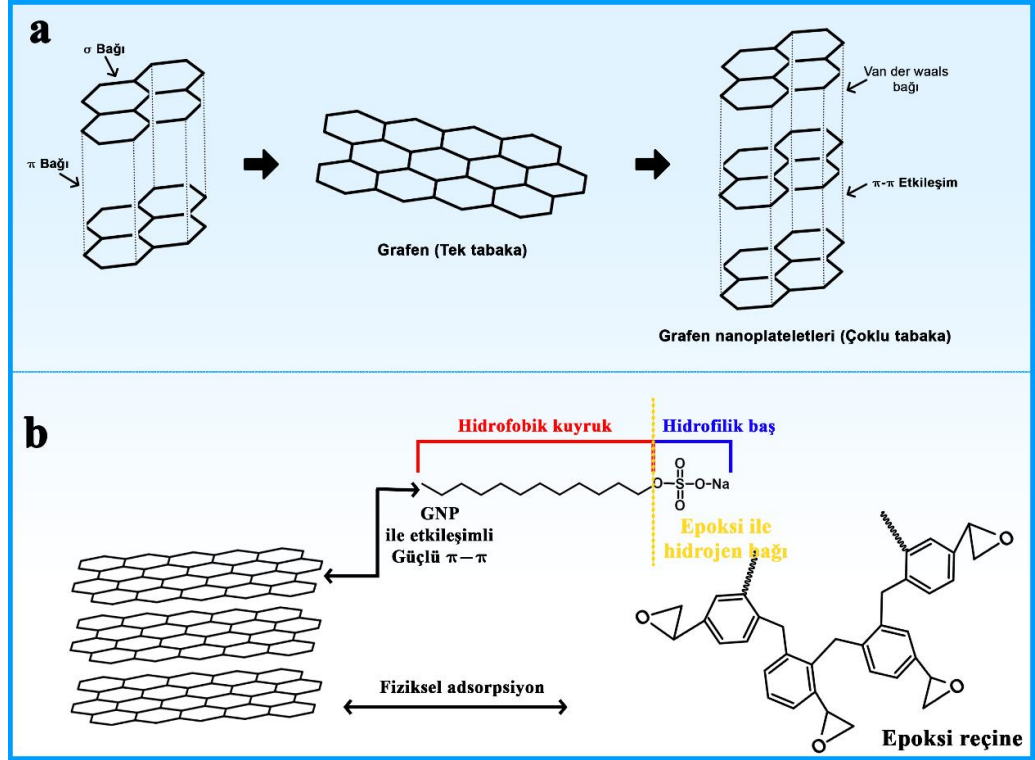 a
σ Bağı
π Bağı
Grafen (Tek tabaka)
Van der waals
bağı
π-π Etkileşim
Grafen nanoplateletleri (Çoklu tabaka)
b
Hidrofobik kuyruk
Hidrofilik baş
O
O-S-O-Na
O
GNP
ile etkileşimli
Güçlü π—π
Epoksi ile
hidrojen bağı
O
O
O
O
Fiziksel adsorpsiyon
Epoksi reçine